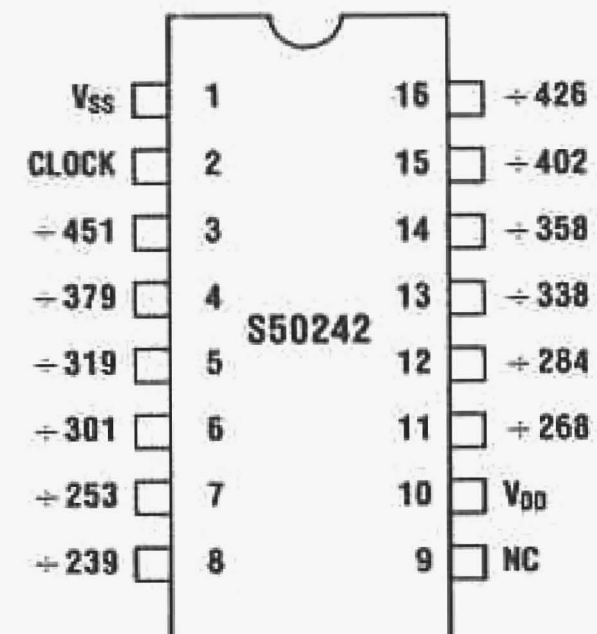 VSS 1 16 ÷426
CLOCK 2 15 ÷402
÷451 3 14 ÷358
÷379 4 13 ÷338
S50242
÷319 5 12 ÷284
÷301 6 11 ÷268
÷253 7 10 VDD
÷239 8 9 NC